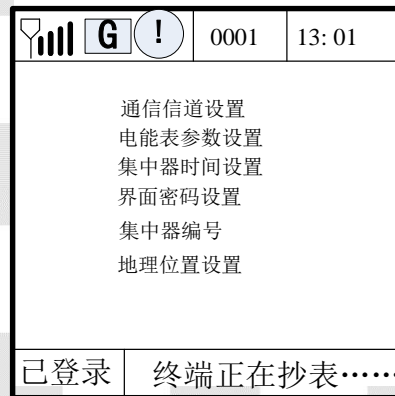 G ! 0001 13:01
通信信道设置
电能表参数设置
集中器时间设置
界面密码设置
集中器编号
地理位置设置
已登录 终端正在抄表……